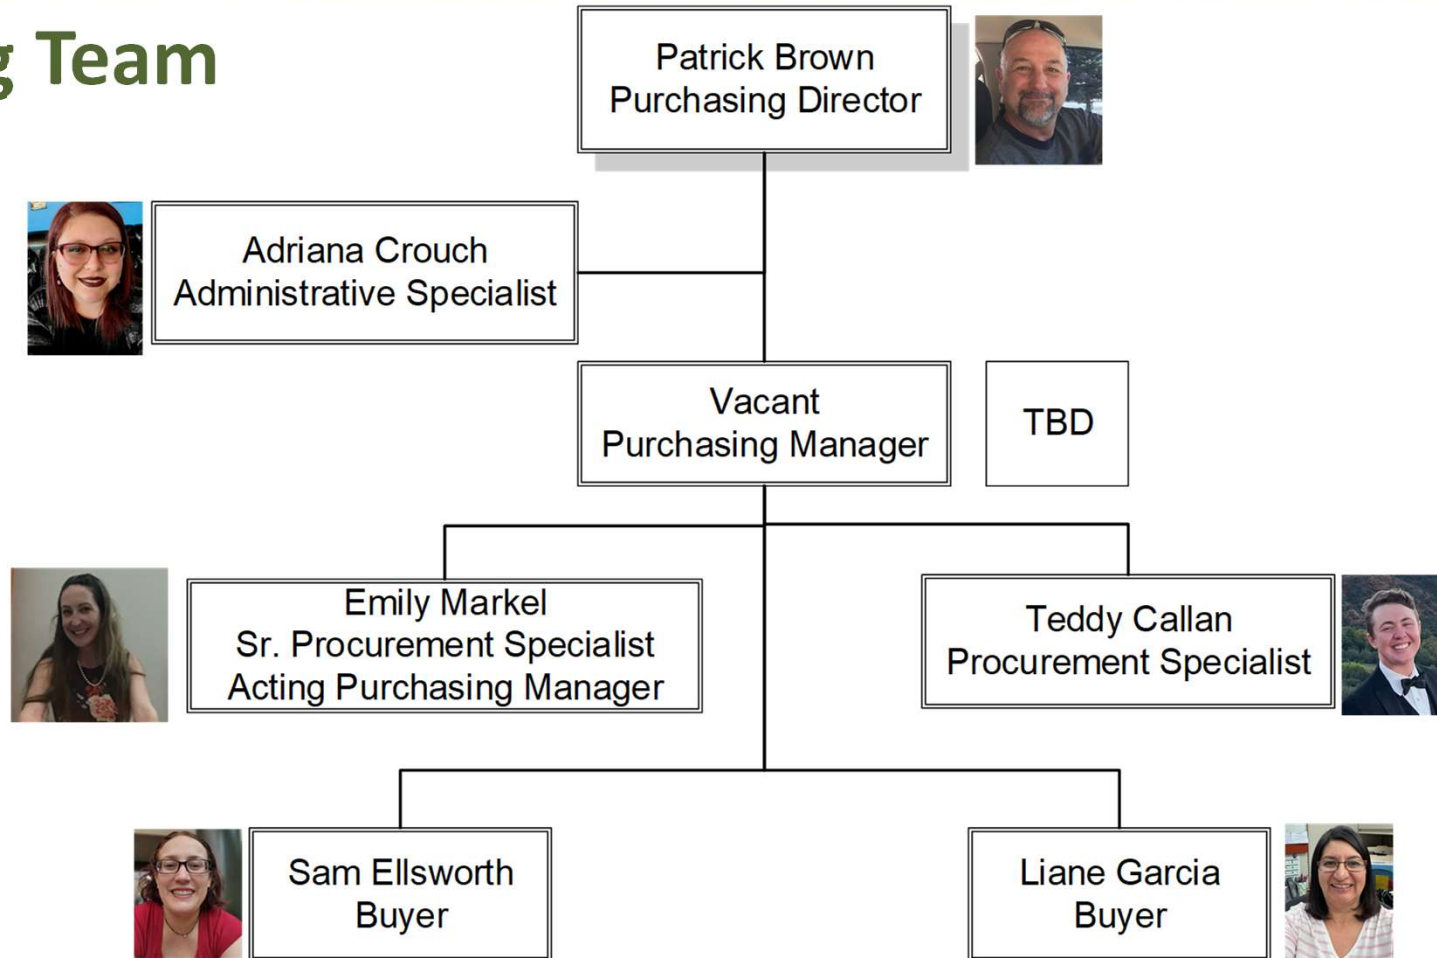 g Team
Patrick Brown
Purchasing Director
Adriana Crouch
Administrative Specialist
Vacant
Purchasing Manager
TBD
Emily Markel
Sr. Procurement Specialist
Acting Purchasing Manager
Teddy Callan
Procurement Specialist
Sam Ellsworth
Buyer
Liane Garcia
Buyer